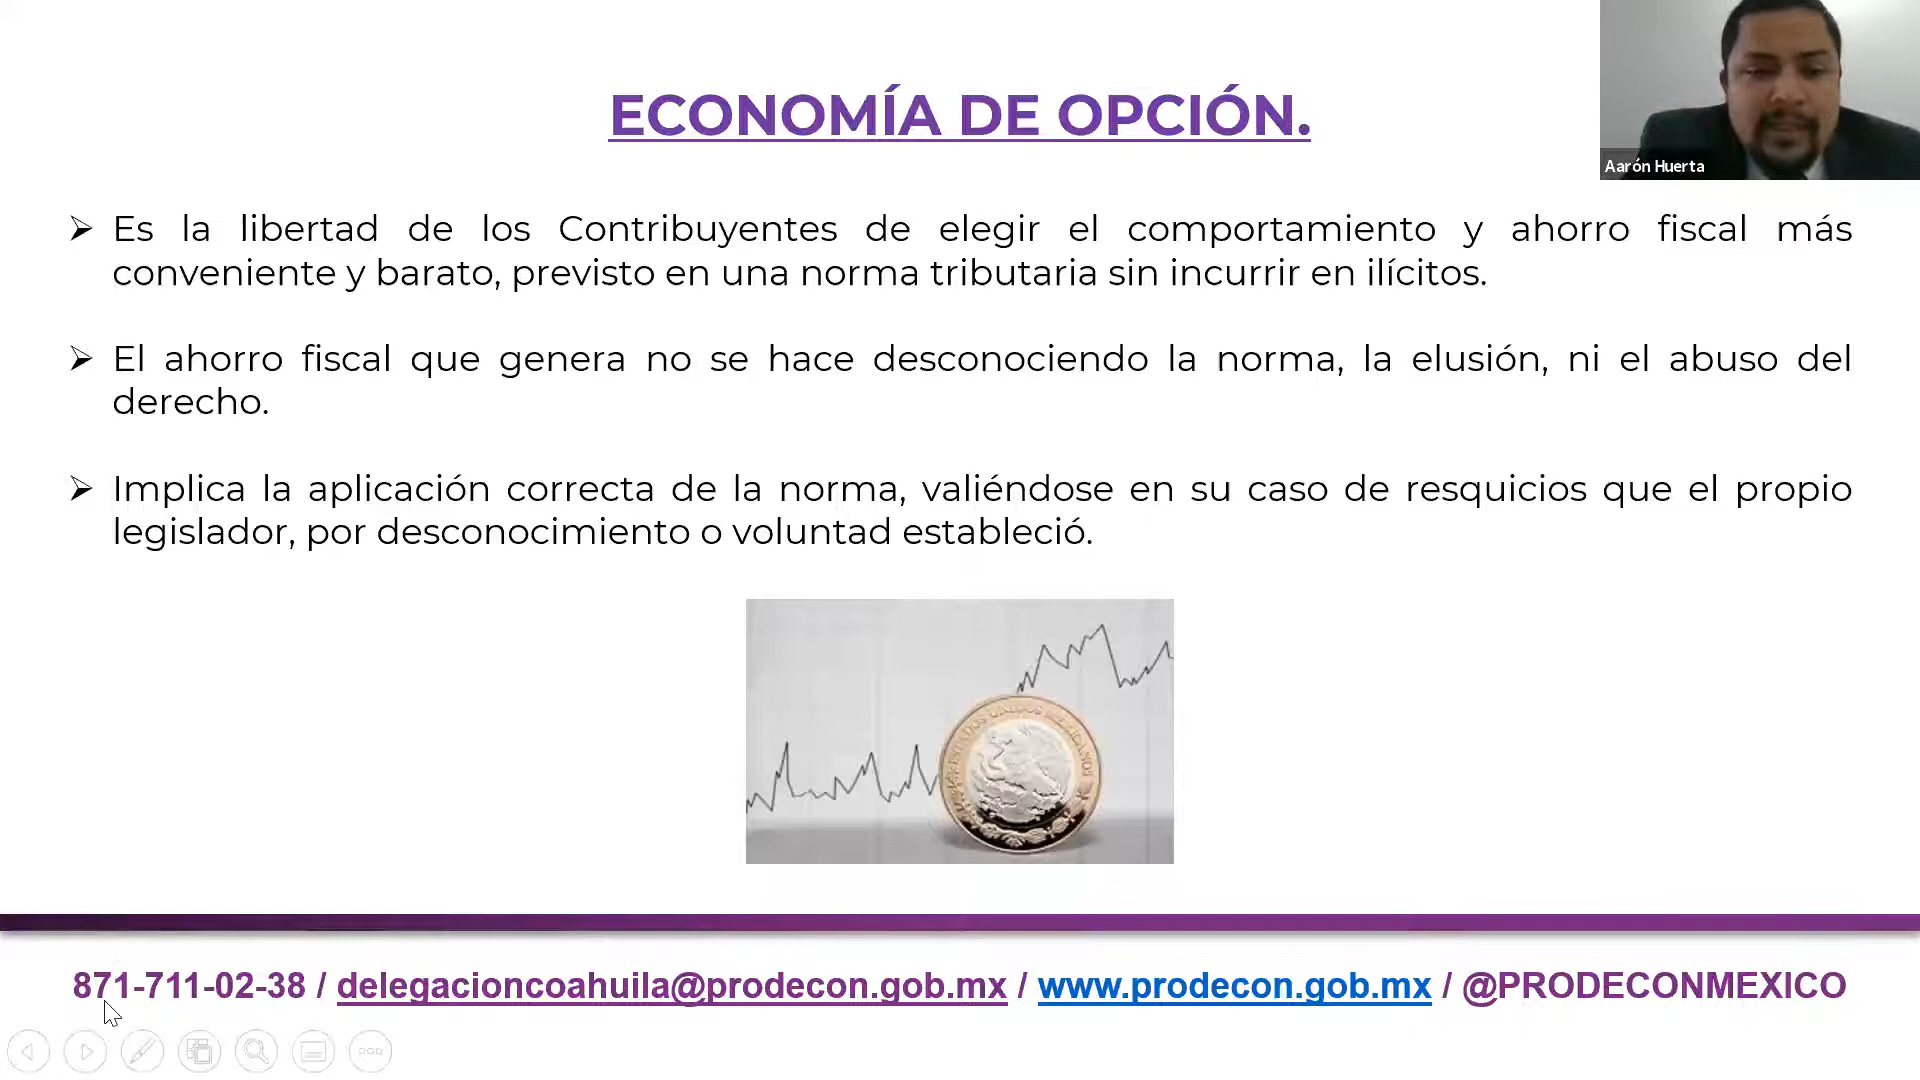 ECONOMÍA DE OPCIÓN.
Aarón Huerta
➢ Es la libertad de los Contribuyentes de elegir el comportamiento y ahorro fiscal más
conveniente y barato, previsto en una norma tributaria sin incurrir en ilícitos.
➢ El ahorro fiscal que genera no se hace desconociendo la norma, la elusión, ni el abuso del
derecho.
➢ Implica la aplicación correcta de la norma, valiéndose en su caso de resquicios que el propio
legislador, por desconocimiento o voluntad estableció.
ESTADOS UNIDOS MEXICANOS
871-711-02-38 / delegacioncoahuila@prodecon.gob.mx / www.prodecon.gob.mx / @PRODECONMEXICO